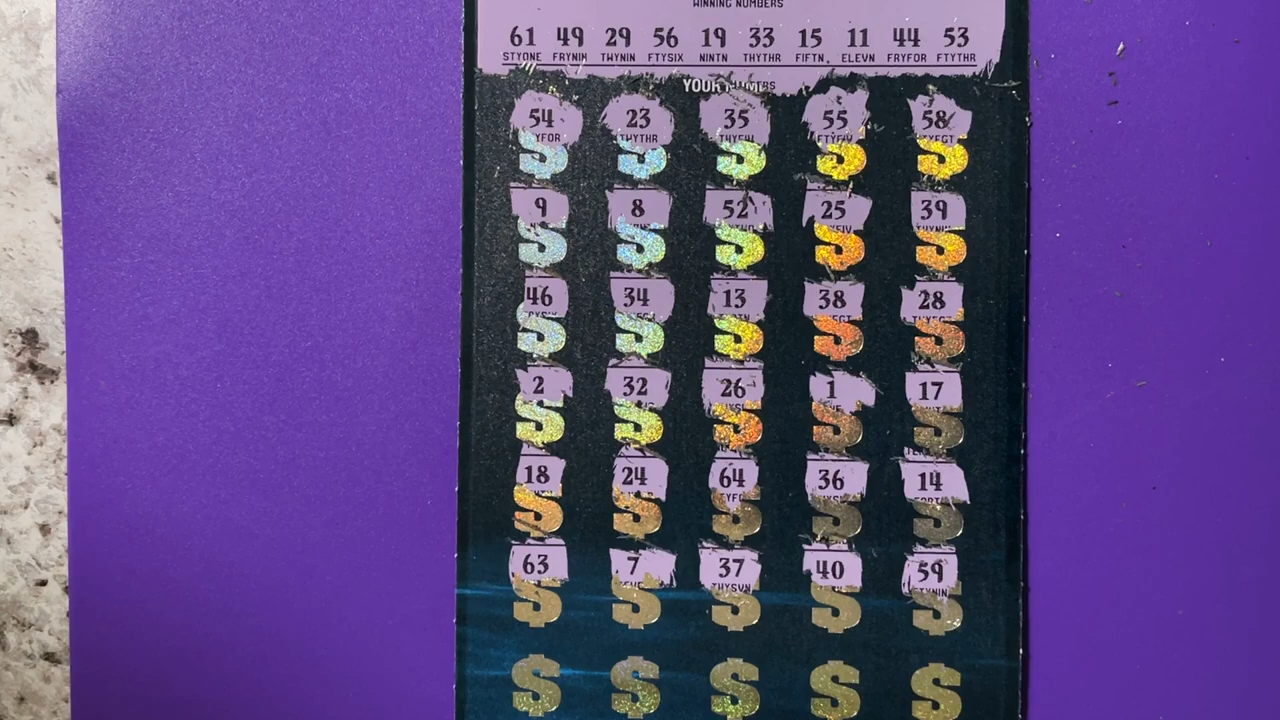 WINNING NUMBERS
61 49 29 56 19 33 15 11 44 53
STYONE FRYNIN TWYNIN FTYSIX NINTN THYTHR FIFTN ELEVN FRYFOR FTYTHR
YOUR
54 23 35 55 58
9 8 52 25 39
46 34 13 38 28
2 32 26 1 17
18 24 64 36 14
63 7 37 40 59
THYSVN